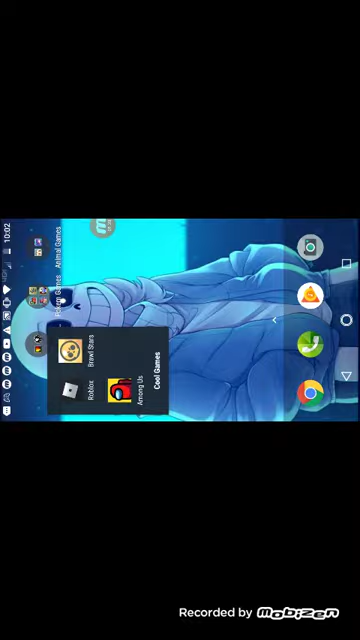 10:02
Animal Games
Brawl Stars
Roblox
Among Us
Cool Games
Recorded by
Mobizen